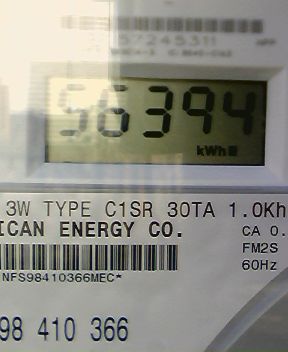 56394
kWh
3W TYPE C1SR 30TA 1.0Kh
ICAN ENERGY CO.
CA 0.
FM2S
60Hz
NFS98410366MEC*
98 410 366